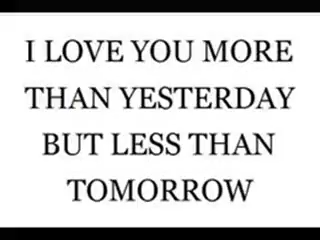 I LOVE YOU MORE
THAN YESTERDAY
BUT LESS THAN
TOMORROW